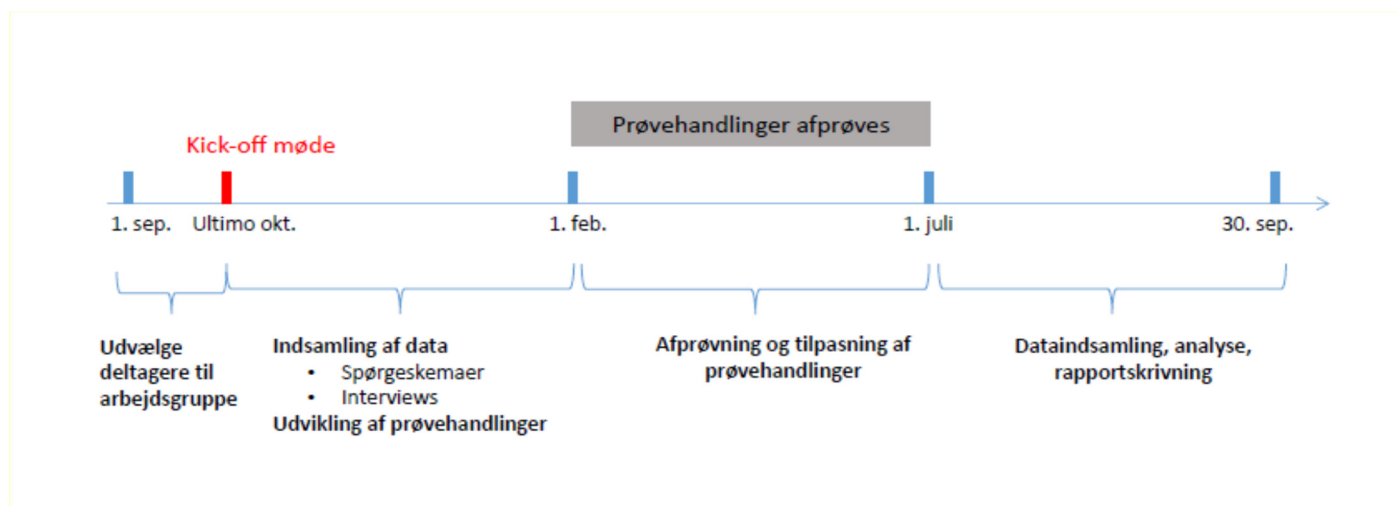 Prøvehandlinger afprøves
Kick-off møde
1. sep.
Ultimo okt.
1. feb.
1. juli
30. sep.
Udvælge
deltagere til
arbejdsgruppe
Indsamling af data
• Spørgeskemaer
• Interviews
Udvikling af prøvehandlinger
Afprøvning og tilpasning af
prøvehandlinger
Dataindsamling, analyse,
rapportskrivning